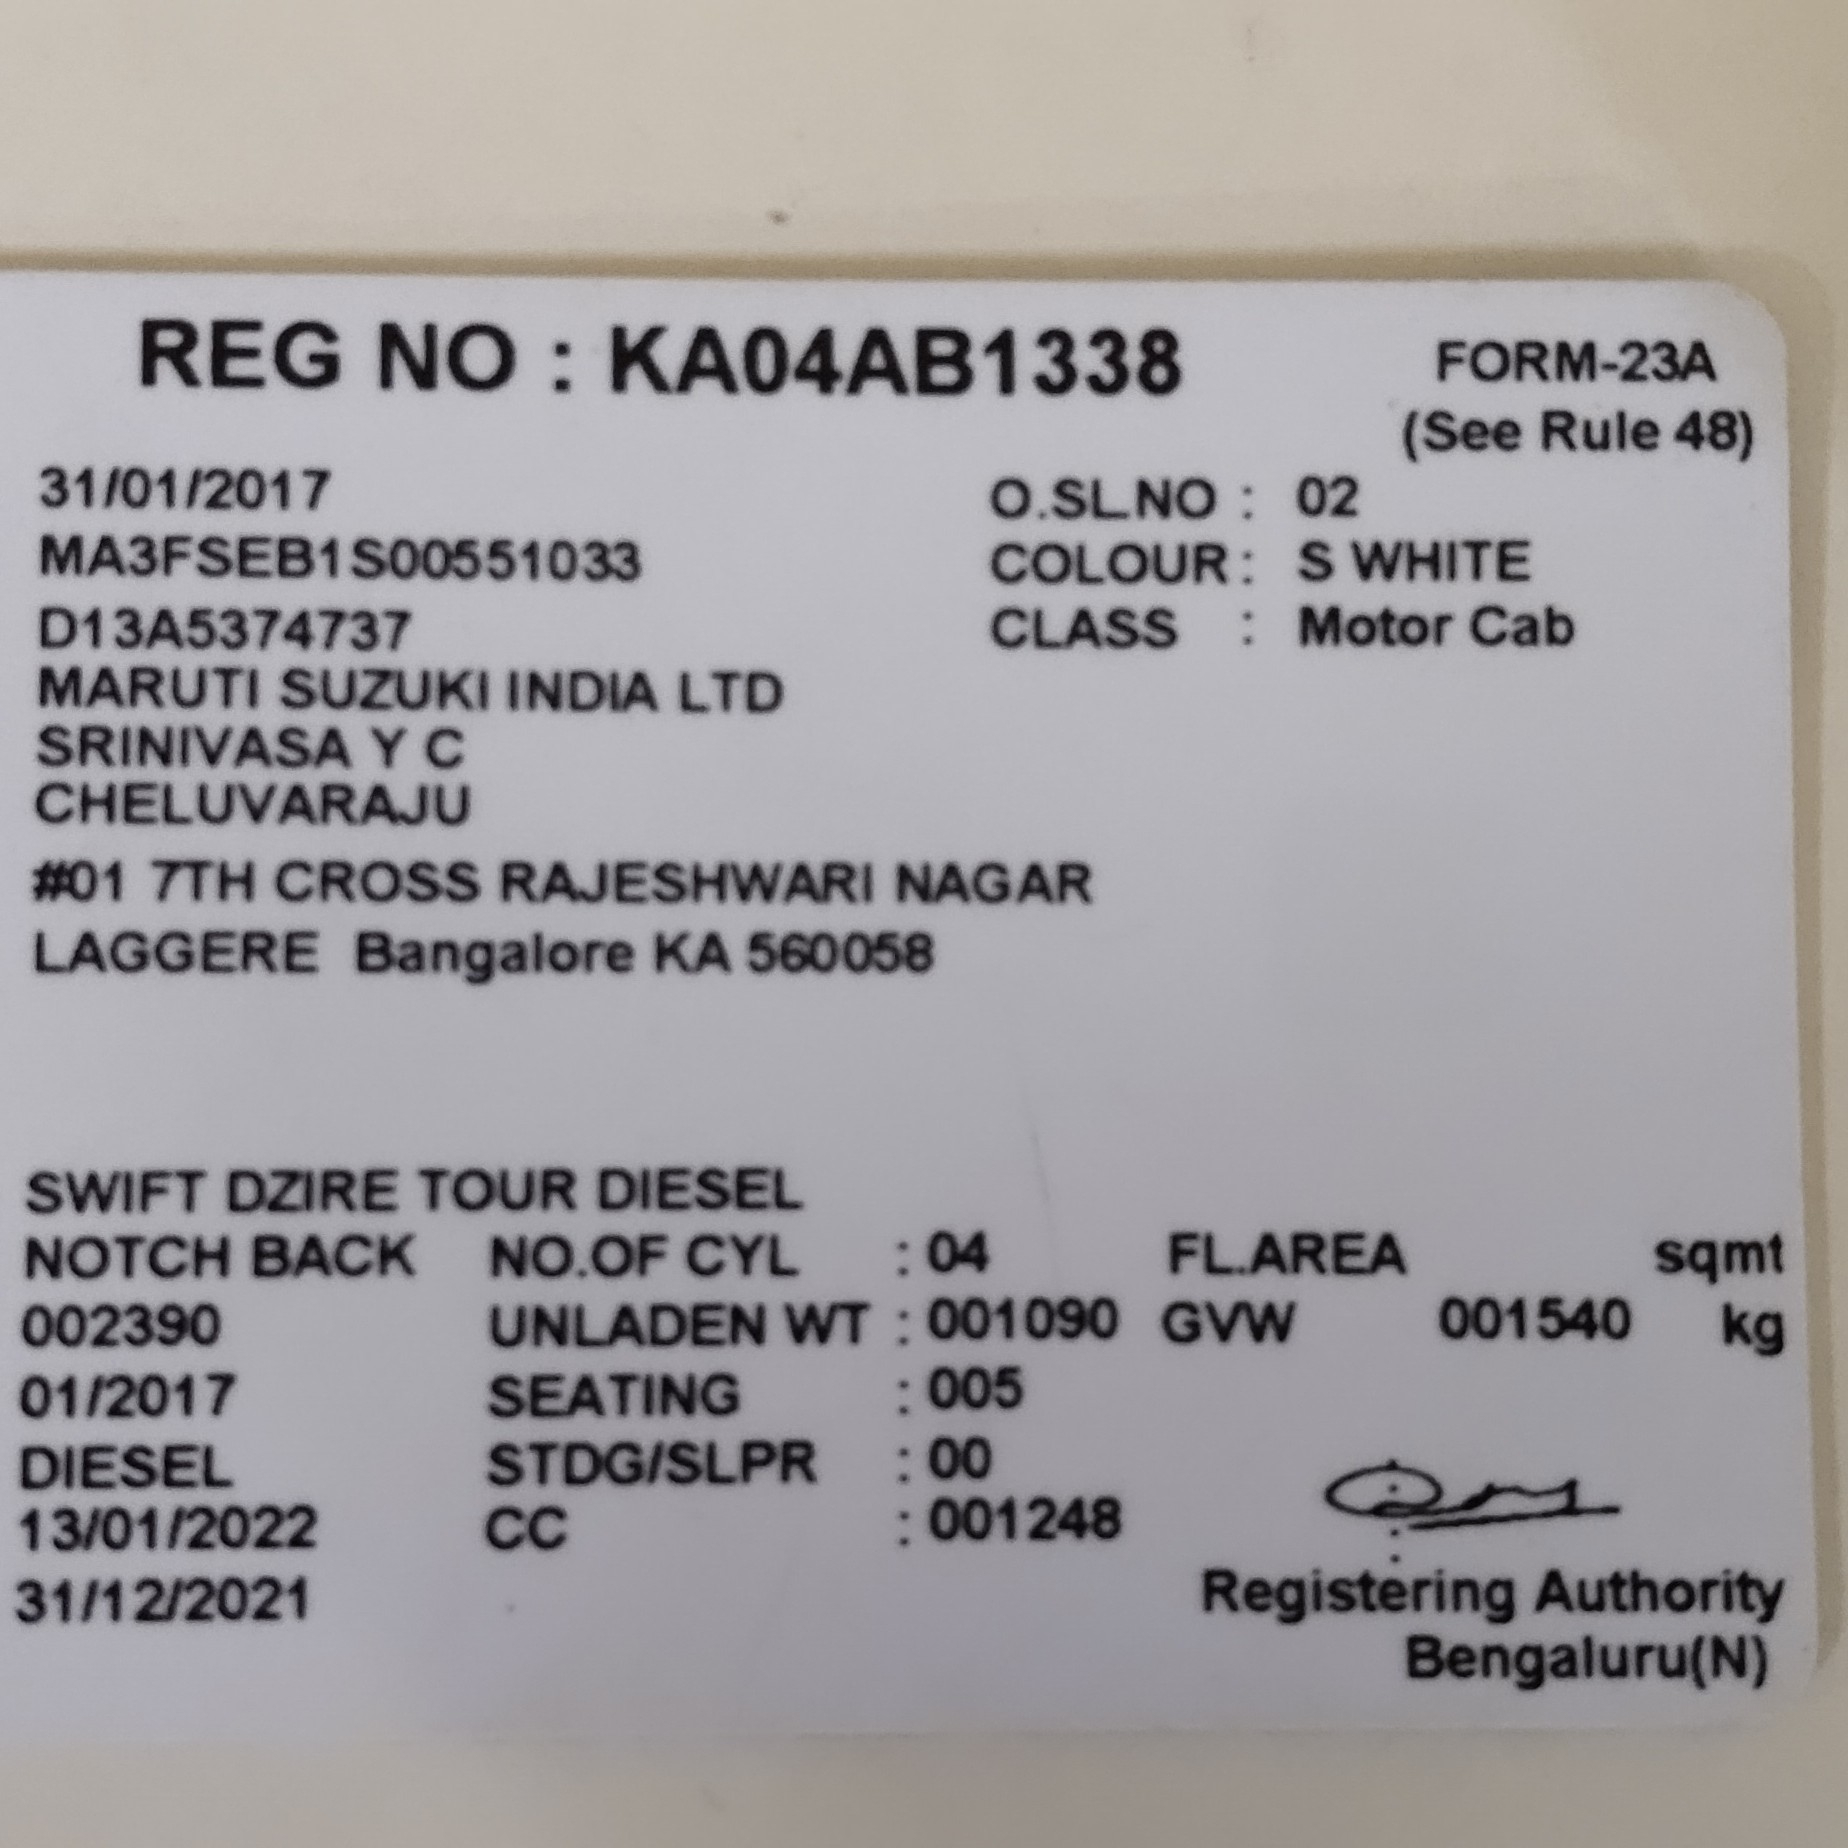 REG NO : KA04AB1338
FORM-23A
(See Rule 48)
31/01/2017
O.SL.NO : 02
MA3FSEB1S00551033
COLOUR : S WHITE
D13A5374737
CLASS : Motor Cab
MARUTI SUZUKI INDIA LTD
SRINIVASA Y C
CHELUVARAJU
#01 7TH CROSS RAJESHWARI NAGAR
LAGGERE Bangalore KA 560058
SWIFT DZIRE TOUR DIESEL
NOTCH BACK NO.OF CYL : 04 FL.AREA sqmt
002390 UNLADEN WT : 001090 GVW 001540 kg
01/2017 SEATING : 005
DIESEL STDG/SLPR : 00
13/01/2022 CC : 001248
31/12/2021
Registering Authority
Bengaluru(N)